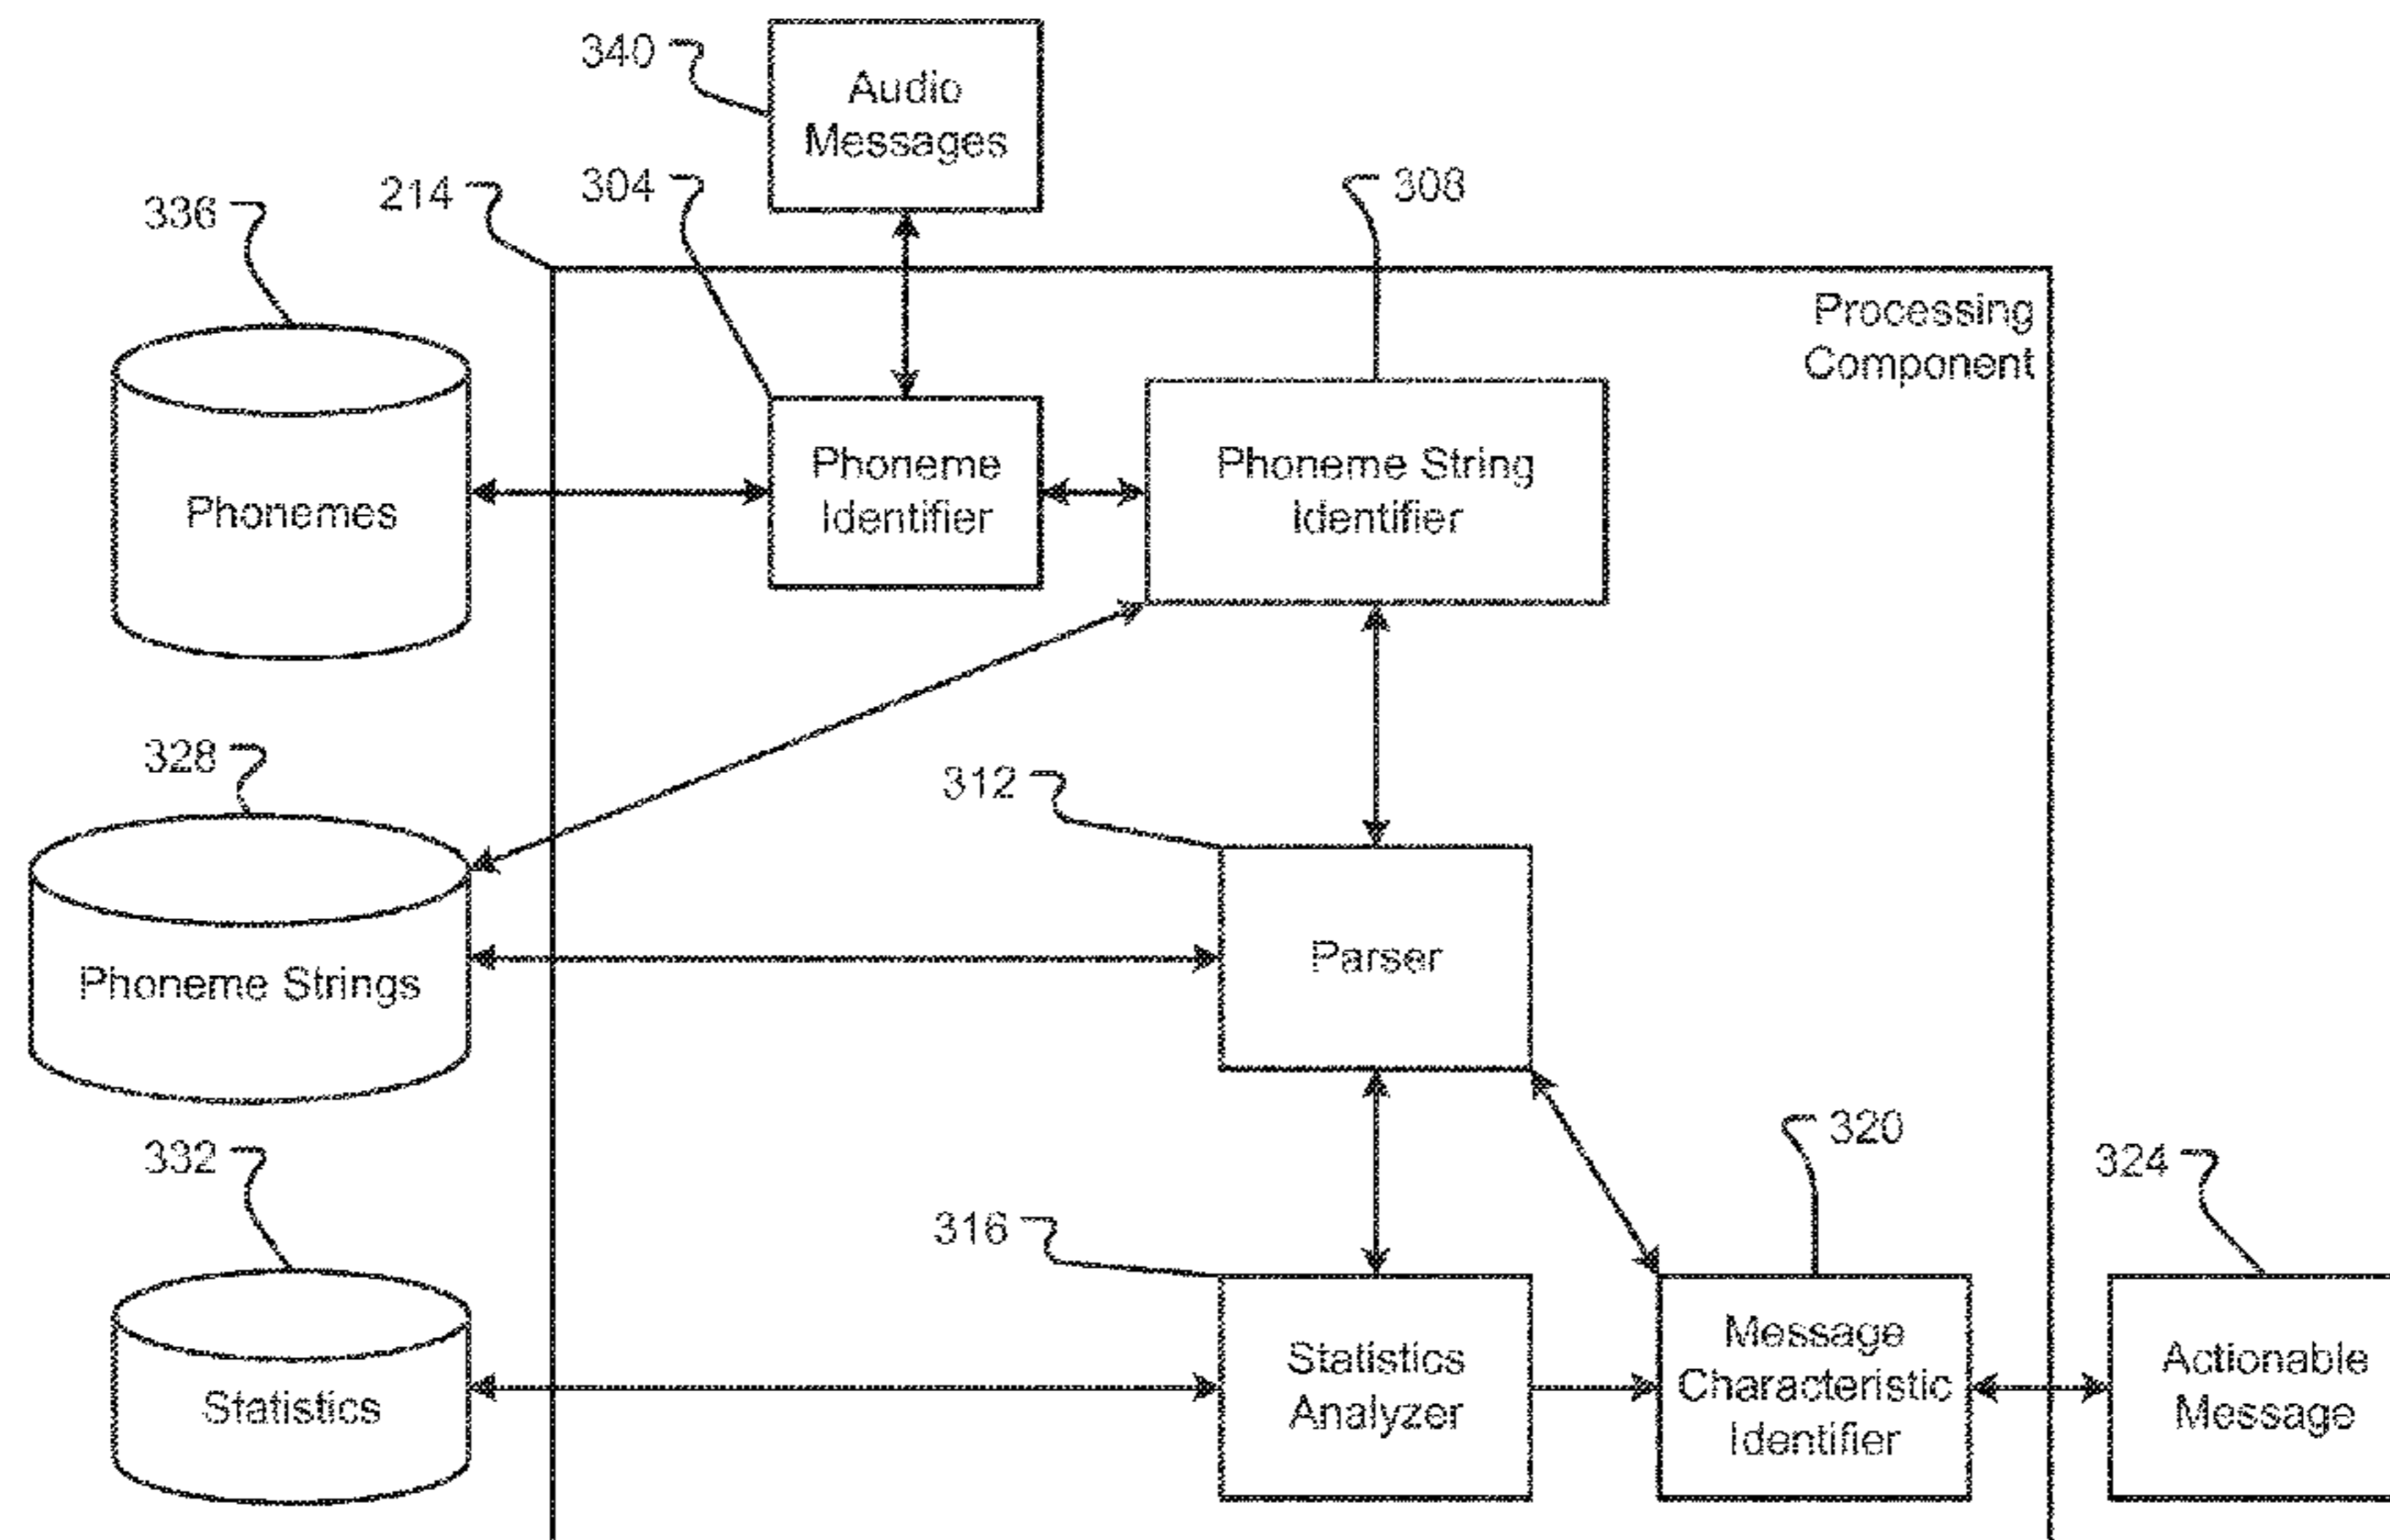 340
Audio
Messages
336
214
304
308
Processing
Component
Phonemes
Phoneme
Identifier
Phoneme String
Identifier
328
312
Phoneme Strings
Parser
332
316
320
324
Statistics
Statistics
Analyzer
Message
Characteristic
Identifier
Actionable
Message